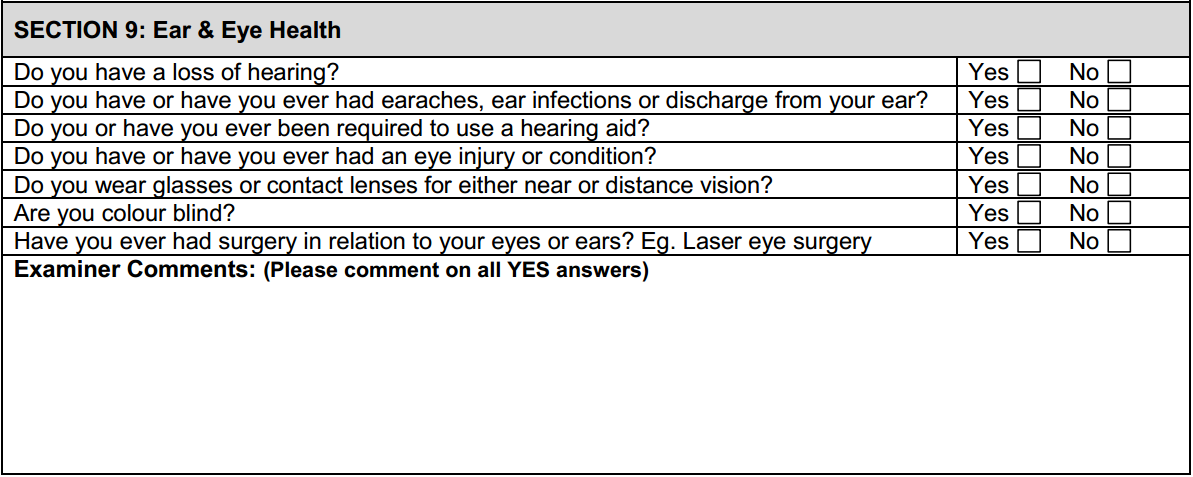 SECTION 9: Ear & Eye Health
Do you have a loss of hearing? Yes No
Do you have or have you ever had earaches, ear infections or discharge from your ear? Yes No
Do you or have you ever been required to use a hearing aid? Yes No
Do you have or have you ever had an eye injury or condition? Yes No
Do you wear glasses or contact lenses for either near or distance vision? Yes No
Are you colour blind? Yes No
Have you ever had surgery in relation to your eyes or ears? Eg. Laser eye surgery Yes No
Examiner Comments: (Please comment on all YES answers)